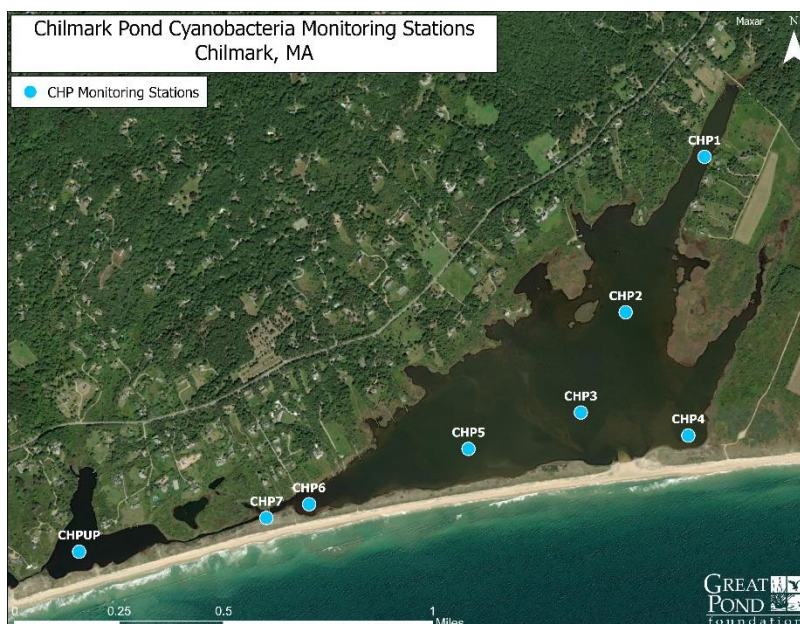 Chilmark Pond Cyanobacteria Monitoring Stations
Chilmark, MA
Maxar
N
CHP Monitoring Stations
CHP1
CHP2
CHP3
CHP4
CHP5
CHP6
CHP7
CHPUP
0 0.25 0.5 1
Miles
GREAT
POND
foundation